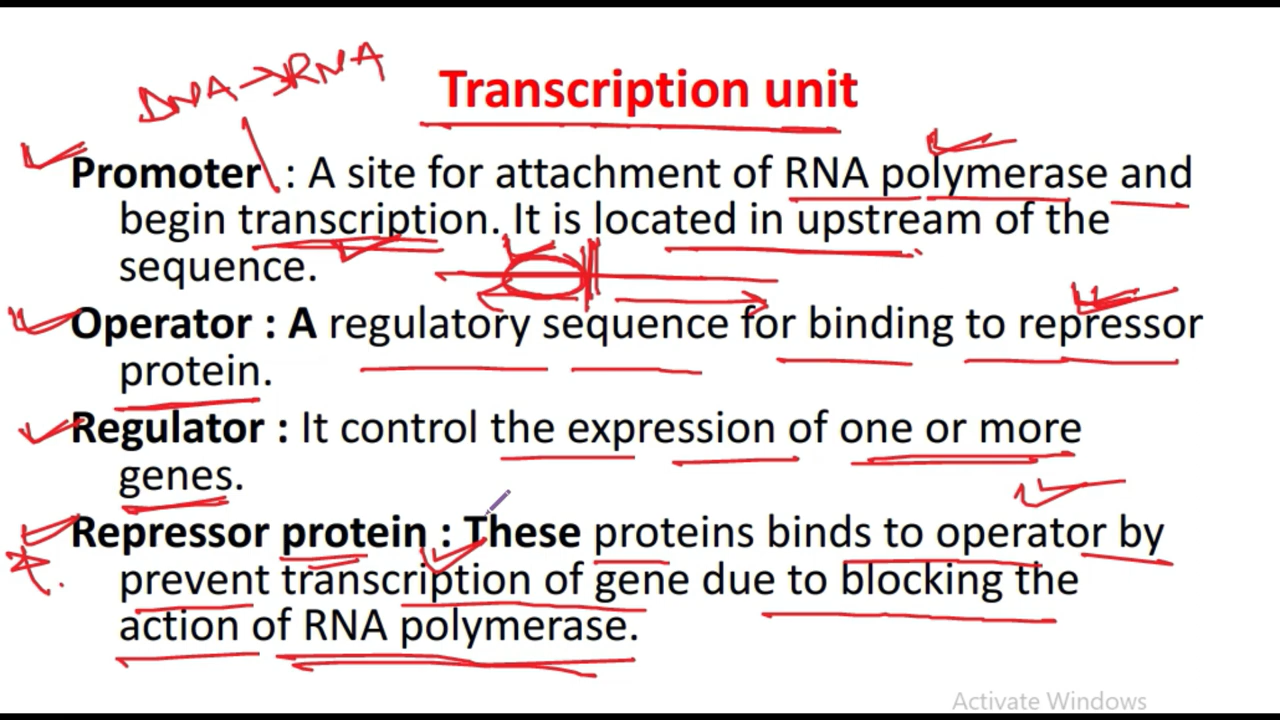 DNA → RNA
Transcription unit
Promoter : A site for attachment of RNA polymerase and
begin transcription. It is located in upstream of the
sequence.
Operator : A regulatory sequence for binding to repressor
protein.
Regulator : It control the expression of one or more
genes.
Repressor protein : These proteins binds to operator by
prevent transcription of gene due to blocking the
action of RNA polymerase.
Activate Windows